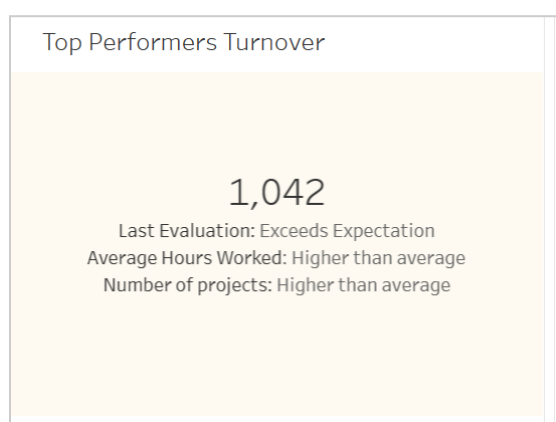 Top Performers Turnover
1,042
Last Evaluation: Exceeds Expectation
Average Hours Worked: Higher than average
Number of projects: Higher than average